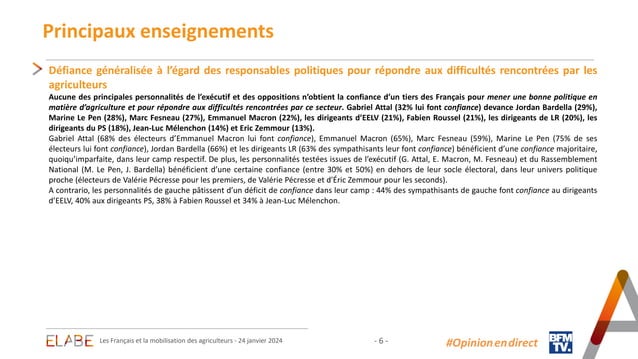 Principaux enseignements
Défiance généralisée à l'égard des responsables politiques pour répondre aux difficultés rencontrées par les
agriculteurs
Aucune des principales personnalités de l'exécutif et des oppositions n'obtient la confiance d'un tiers des Français pour mener une bonne politique en
matière d'agriculture et pour répondre aux difficultés rencontrées par ce secteur. Gabriel Attal (32% lui font confiance) devance Jordan Bardella (29%),
Marine Le Pen (28%), Marc Fesneau (27%), Emmanuel Macron (22%), les dirigeants d'EELV (21%), Fabien Roussel (21%), les dirigeants de LR (20%), les
dirigeants du PS (18%), Jean-Luc Mélenchon (14%) et Eric Zemmour (13%).
Gabriel Attal (68% des électeurs d'Emmanuel Macron lui font confiance), Emmanuel Macron (65%), Marc Fesneau (59%), Marine Le Pen (75% de ses
électeurs lui font confiance), Jordan Bardella (66%) et les dirigeants LR (63% des sympathisants leur font confiance) bénéficient d'une confiance majoritaire,
quoiqu'imparfaite, dans leur camp respectif. De plus, les personnalités testées issues de l'exécutif (G. Attal, E. Macron, M. Fesneau) et du Rassemblement
National (M. Le Pen, J. Bardella) bénéficient d'une certaine confiance (entre 30% et 50%) en dehors de leur socle électoral, dans leur univers politique
proche (électeurs de Valérie Pécresse pour les premiers, de Valérie Pécresse et d'Éric Zemmour pour les seconds).
A contrario, les personnalités de gauche pâtissent d'un déficit de confiance dans leur camp : 44% des sympathisants de gauche font confiance au dirigeants
d'EELV, 40% aux dirigeants PS, 38% à Fabien Roussel et 34% à Jean-Luc Mélenchon.
ELABE Les Français et la mobilisation des agriculteurs - 24 janvier 2024 - 6 - #Opinionendirect BFM
TV.